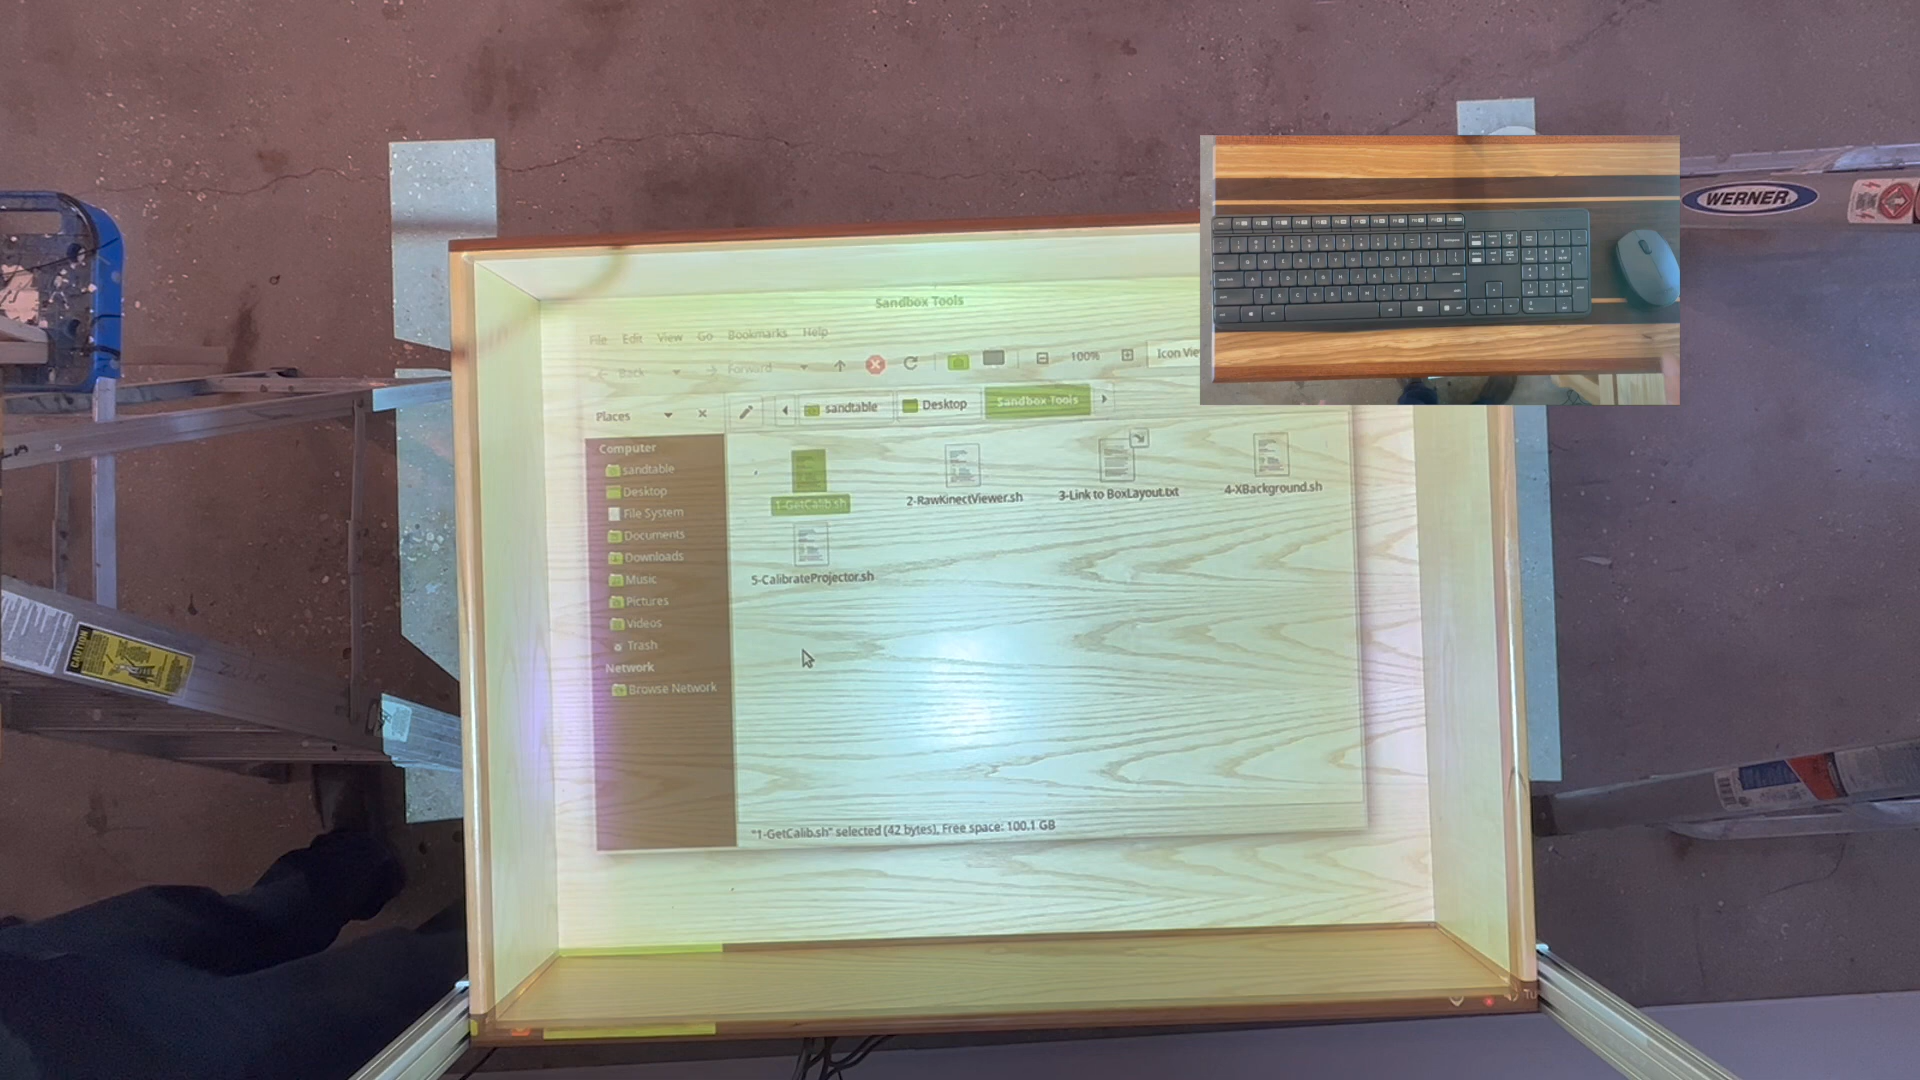 WERNER
Sandbox Tools
File Edit View Go Bookmarks Help
Back Forward 100% Icon Vie
Places sandtable Desktop Sandbox Tools
Computer
sandtable
Desktop
File System
Documents
Downloads
Music
Pictures
Videos
Trash
Network
Browse Network
1-GetCalib.sh
2-RawKinectViewer.sh
3-Link to BoxLayout.txt
4-XBackground.sh
5-CalibrateProjector.sh
"1-GetCalib.sh" selected (42 bytes), Free space: 100.1 GB
CAUTION
Tu